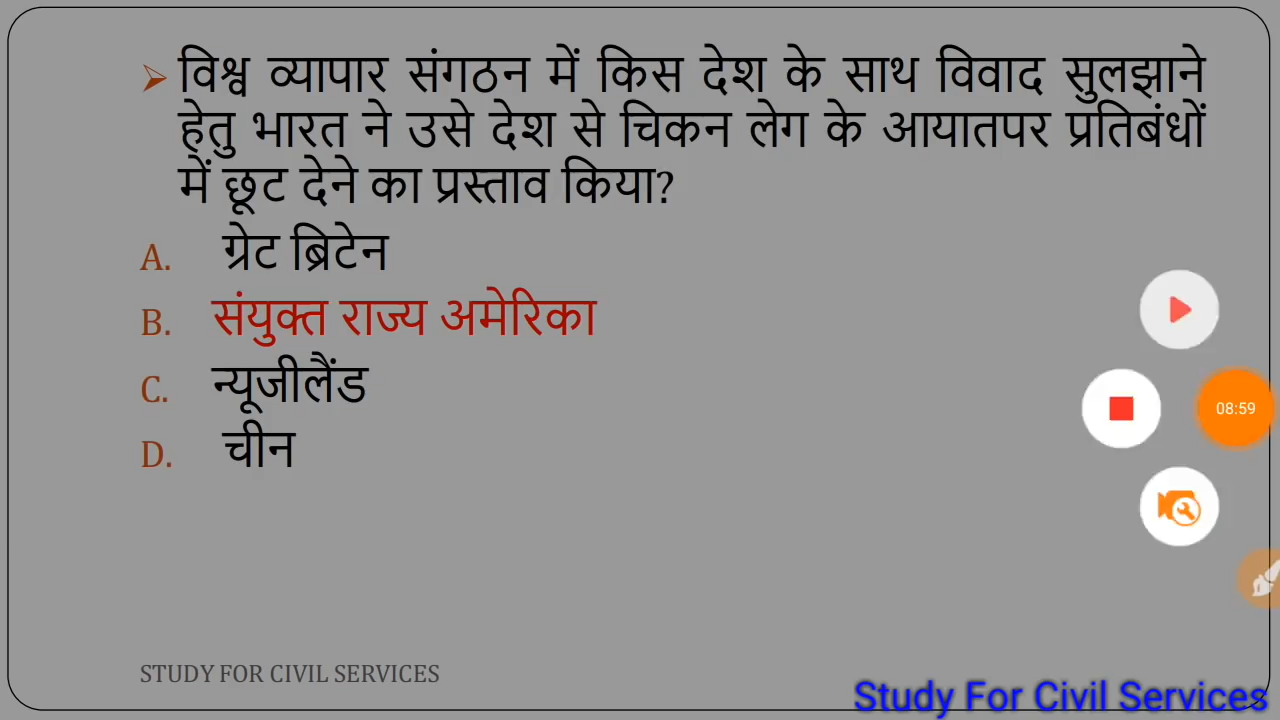 ➢ विश्व व्यापार संगठन में किस देश के साथ विवाद सुलझाने
हेतु भारत ने उसे देश से चिकन लेग के आयातपर प्रतिबंधों
में छूट देने का प्रस्ताव किया?
A. ग्रेट ब्रिटेन
B. संयुक्त राज्य अमेरिका
C. न्यूजीलैंड
D. चीन
08:59
STUDY FOR CIVIL SERVICES
Study For Civil Services